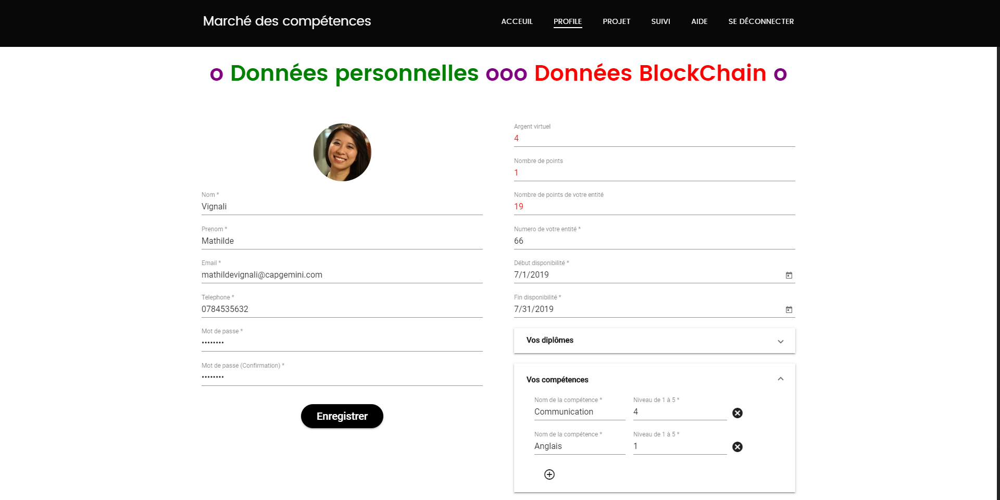 Marché des compétences
ACCEUIL PROFILE PROJET SUIVI AIDE SE DÉCONNECTER
o Données personnelles ooo Données BlockChain o
Nom *
Vignali
Prenom *
Mathilde
Email *
mathildevignali@capgemini.com
Telephone *
0784535632
Mot de passe *
••••••••
Mot de passe (Confirmation) *
••••••••
Enregistrer
Argent virtuel
4
Nombre de points
1
Nombre de points de votre entité
19
Numero de votre entité *
66
Début disponibilité *
7/1/2019
Fin disponibilité *
7/31/2019
Vos diplômes
Vos compétences
Nom de la compétence * Niveau de 1 à 5 *
Communication 4
Nom de la compétence * Niveau de 1 à 5 *
Anglais 1